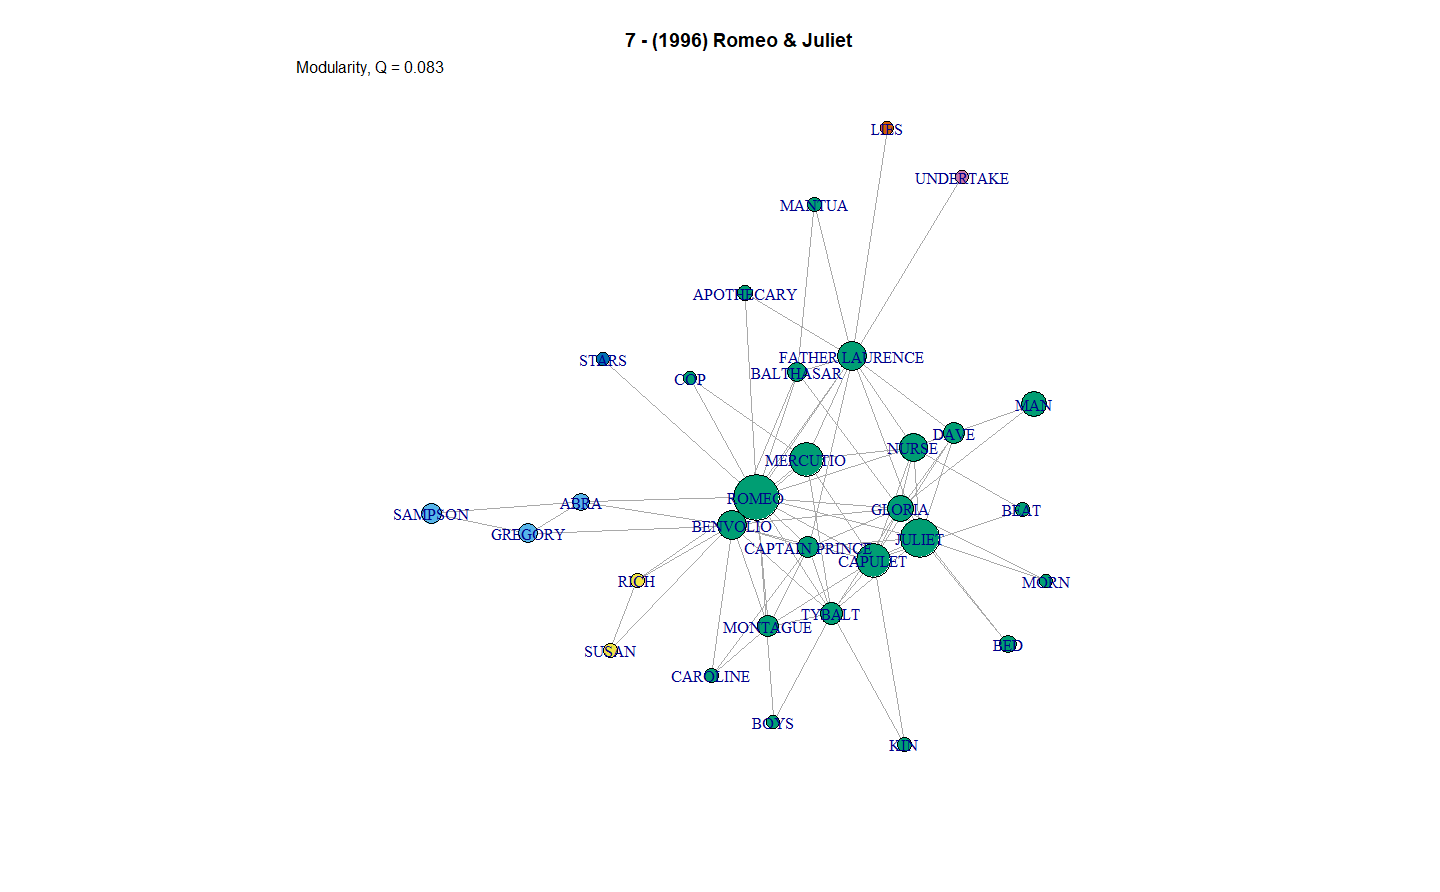 7 - (1996) Romeo & Juliet
Modularity, Q = 0.083
LIES
UNDERTAKE
MANTUA
APOTHECARY
FATHER LAURENCE
STARS
BALTHASAR
COP
MAN
DAVE
NURSE
MERCUTIO
ROMEO
ABRA
GLORIA
BEAT
SAMPSON
BENVOLIO
GREGORY
JULIET
CAPTAIN PRINCE
CAPULET
RICH
MORN
TYBALT
MONTAGUE
BED
SUSAN
CAROLINE
BOYS
KIN